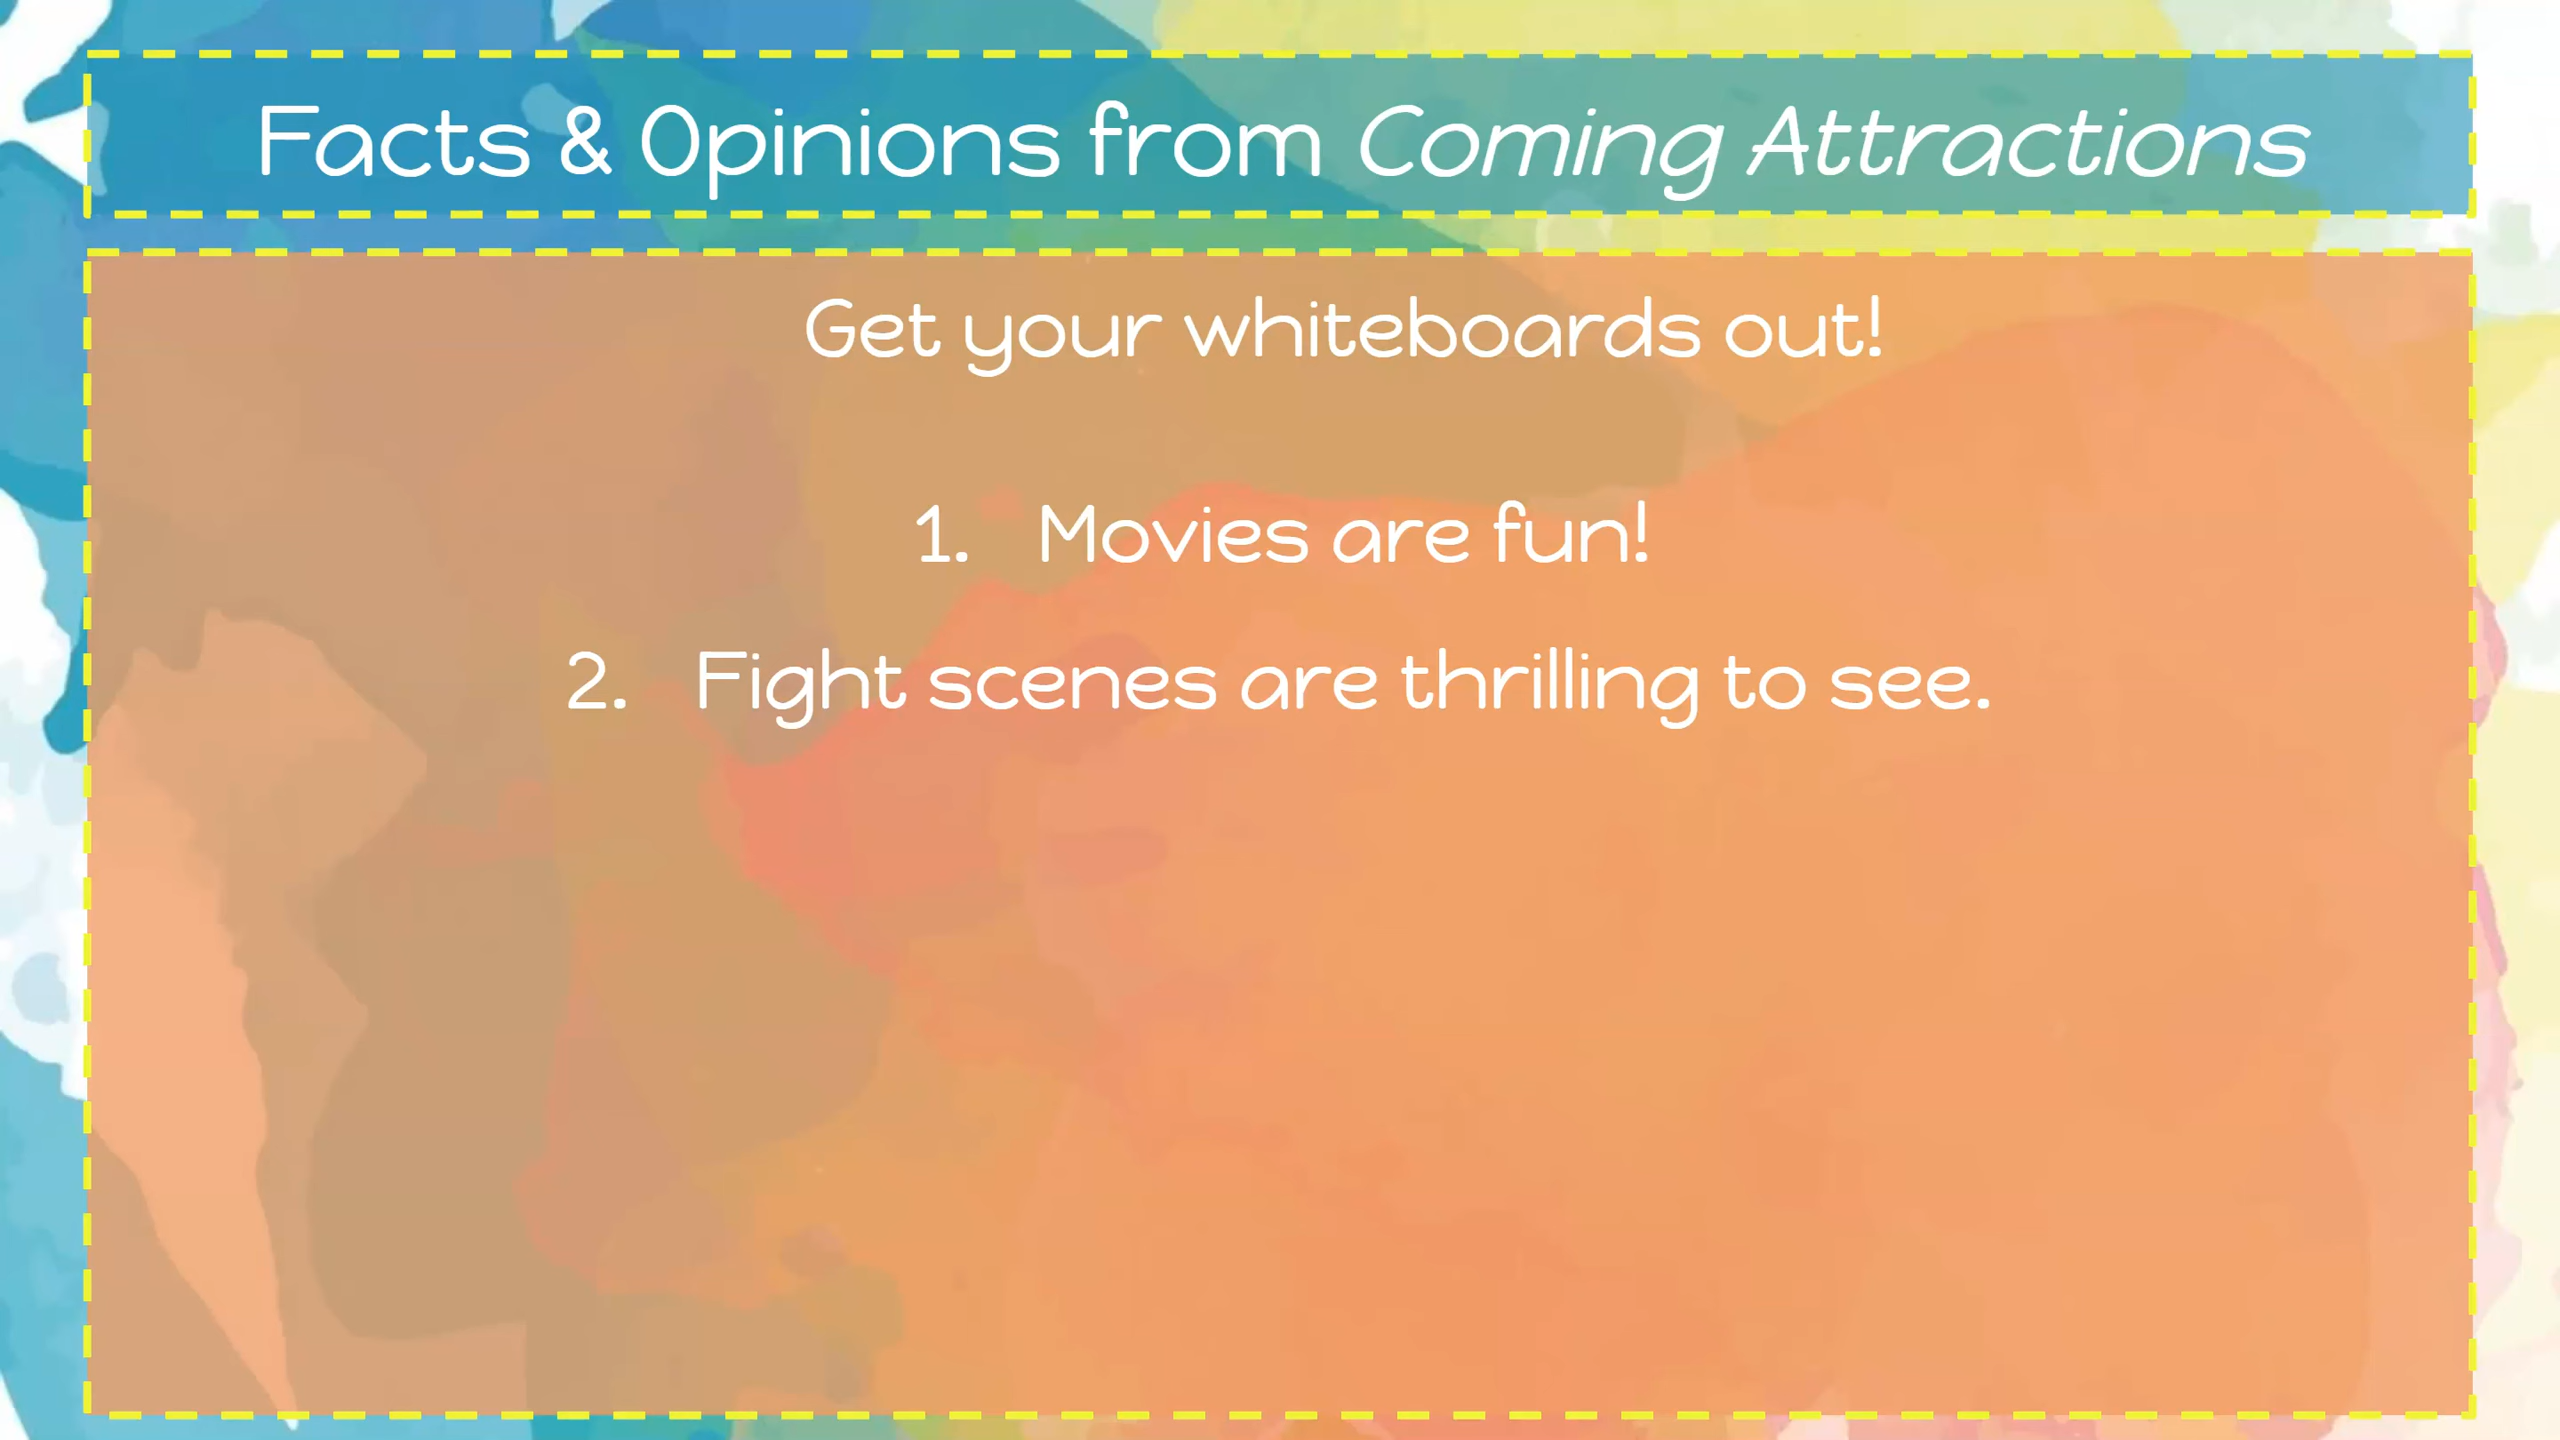 Facts & Opinions from Coming Attractions
Get your whiteboards out!
1. Movies are fun!
2. Fight scenes are thrilling to see.